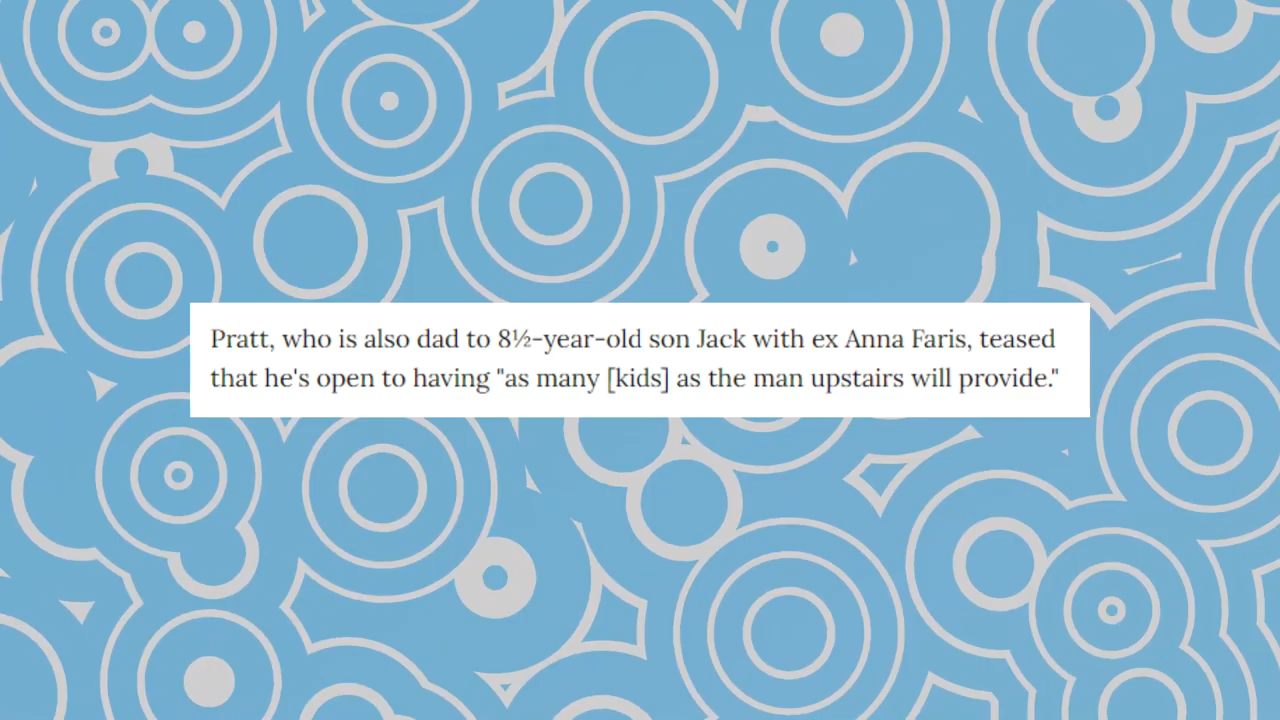 Pratt, who is also dad to 8½-year-old son Jack with ex Anna Faris, teased
that he's open to having "as many [kids] as the man upstairs will provide."